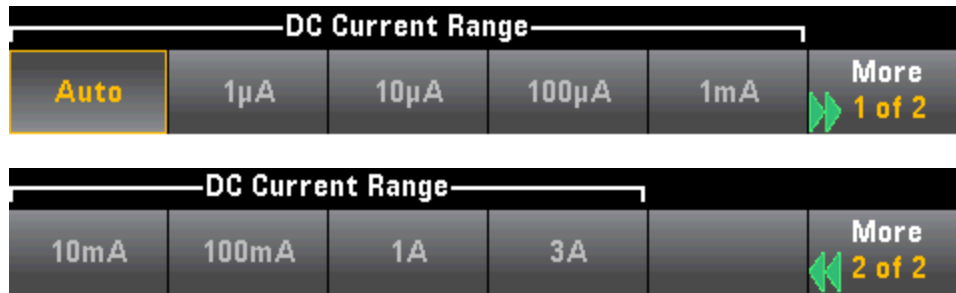 DC Current Range
Auto 1µA 10µA 100µA 1mA More
1 of 2
DC Current Range
10mA 100mA 1A 3A More
2 of 2